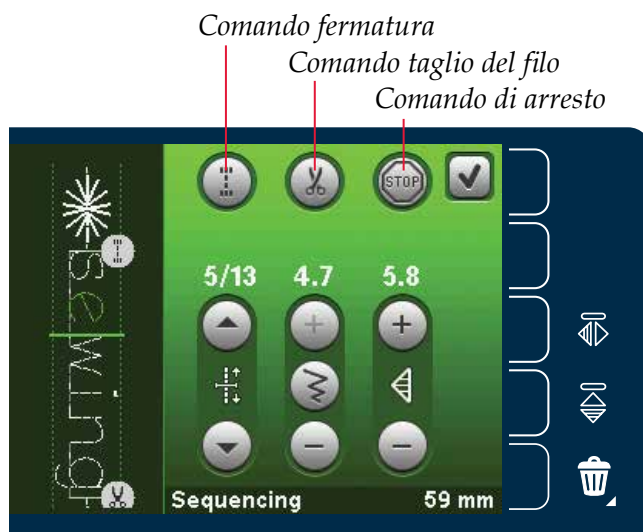 Comando fermatura
Comando taglio del filo
Comando di arresto
STOP
5/13 4.7 5.8
sewing
Sequencing 59 mm